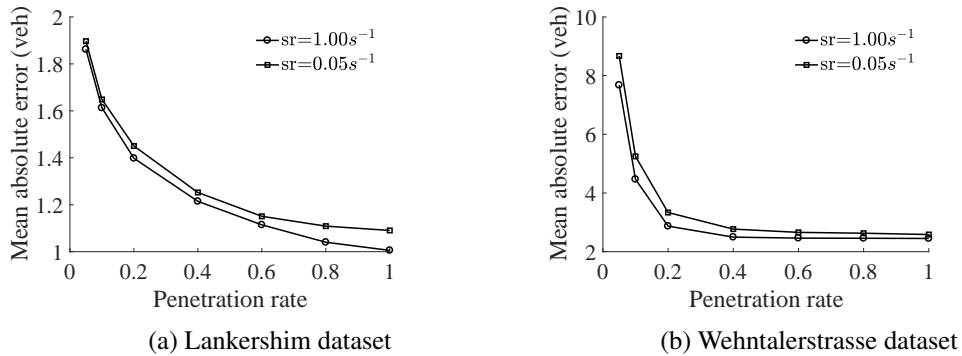 2
1.8
1.6
1.4
1.2
1
Mean absolute error (veh)
0
0.2
0.4
0.6
0.8
1
Penetration rate
sr=1.00s⁻¹
sr=0.05s⁻¹
(a) Lankershim dataset
10
8
6
4
2
Mean absolute error (veh)
0
0.2
0.4
0.6
0.8
1
Penetration rate
sr=1.00s⁻¹
sr=0.05s⁻¹
(b) Wehntalerstrasse dataset